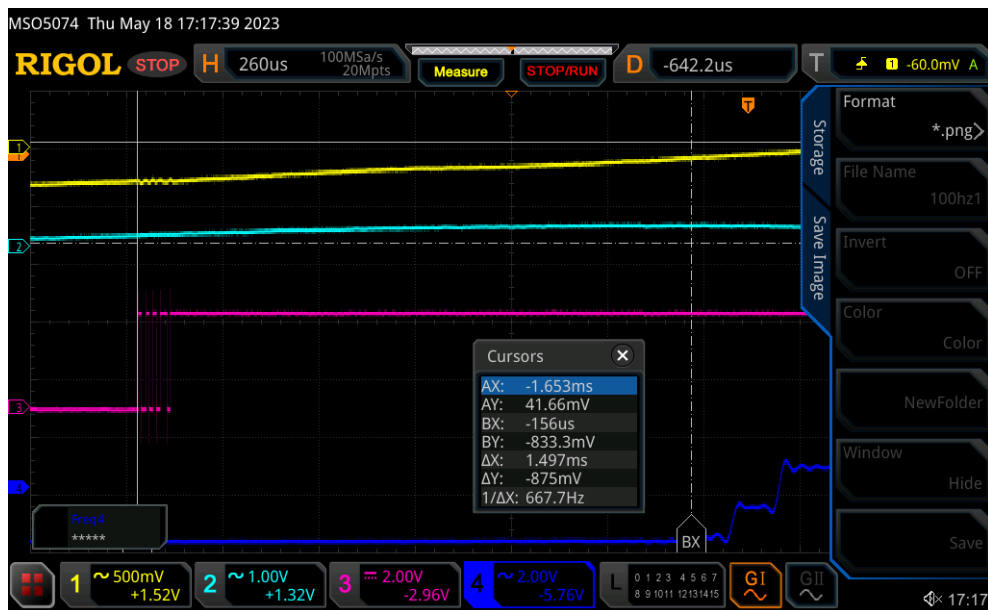 MSO5074 Thu May 18 17:17:39 2023
RIGOL STOP H 260us 100MSa/s 20Mpts Measure STOP/RUN D -642.2us T 1 -60.0mV A
T
1
T
2
3
4
Storage
Save Image
Format
*.png
File Name
100hz1
Invert
OFF
Color
Color
NewFolder
Window
Hide
Save
Cursors
AX: -1.653ms
AY: 41.66mV
BX: -156us
BY: -833.3mV
ΔX: 1.497ms
ΔY: -875mV
1/ΔX: 667.7Hz
BX
Freq4
*****
1 500mV +1.52V
2 1.00V +1.32V
3 2.00V -2.96V
4 2.00V -5.76V
L 0 1 2 3 4 5 6 7
8 9 10 11 12 13 14 15
GI
GII
17:17